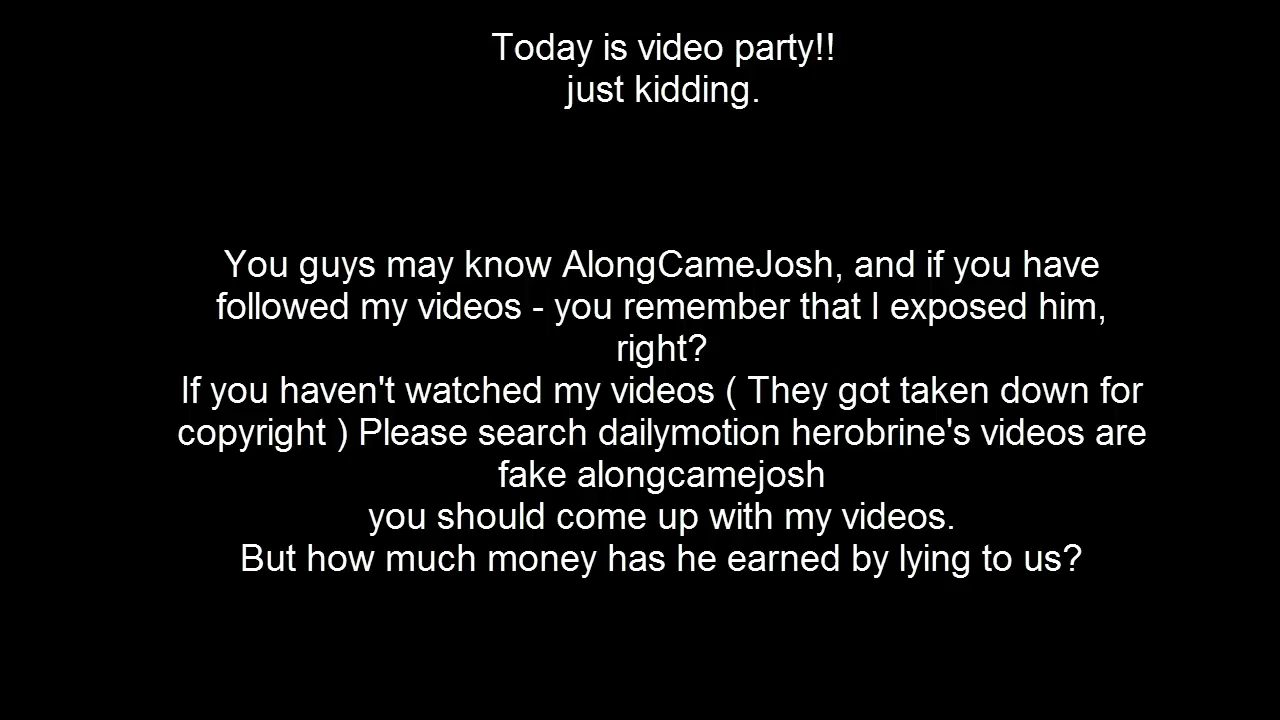 Today is video party!!
just kidding.
You guys may know AlongCameJosh, and if you have
followed my videos - you remember that I exposed him,
right?
If you haven't watched my videos ( They got taken down for
copyright ) Please search dailymotion herobrine's videos are
fake alongcamejosh
you should come up with my videos.
But how much money has he earned by lying to us?